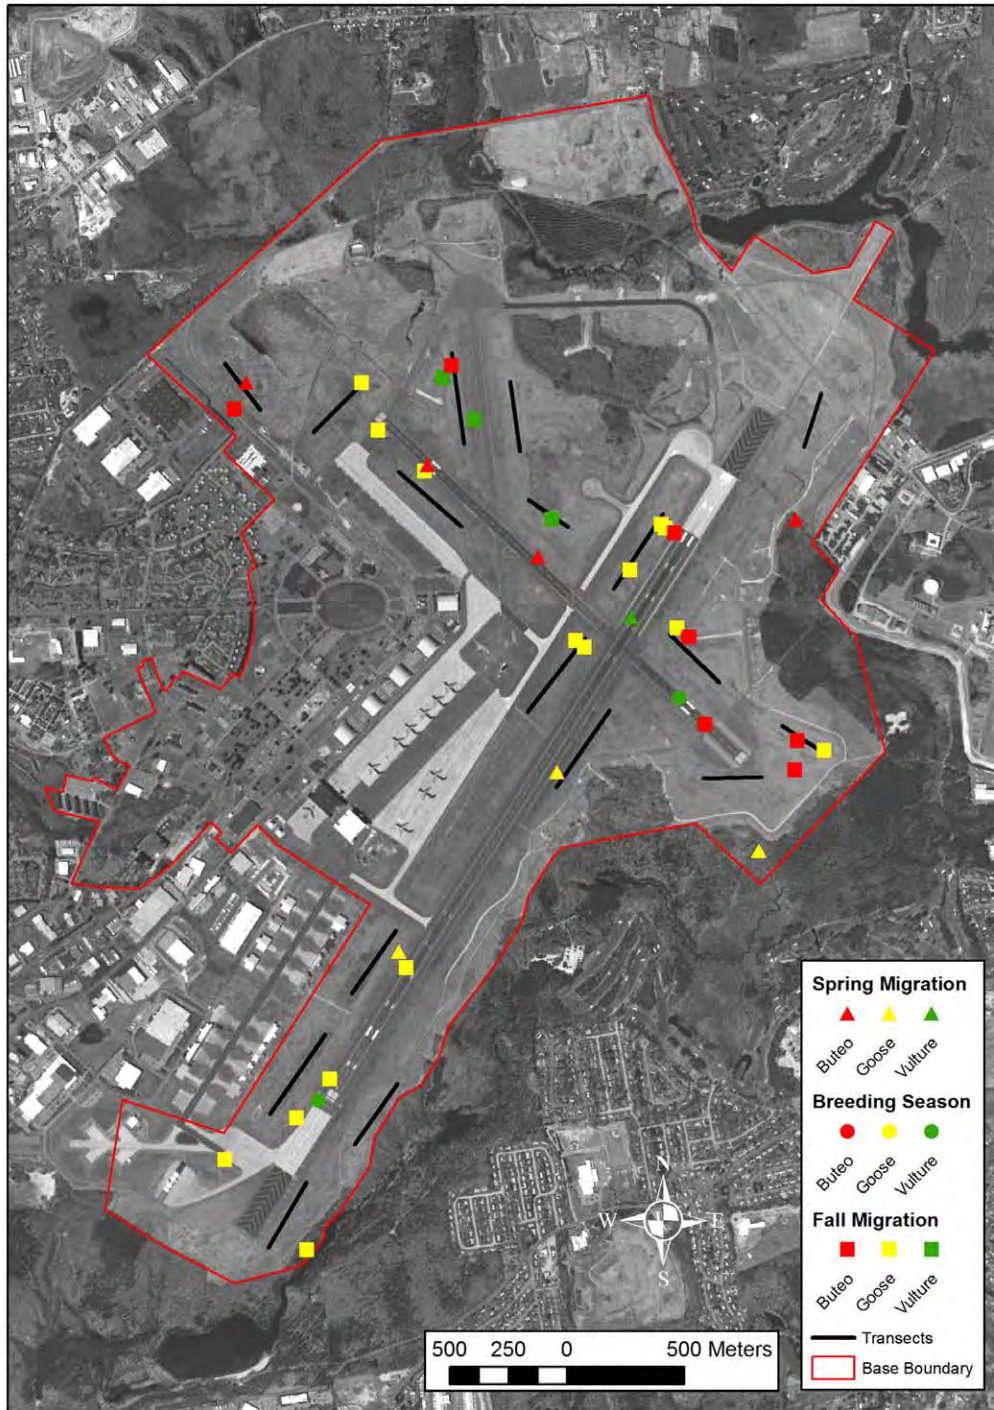 N
W E
S
500 250 0 500 Meters
Spring Migration
Buteo Goose Vulture
Breeding Season
Buteo Goose Vulture
Fall Migration
Buteo Goose Vulture
Transects
Base Boundary